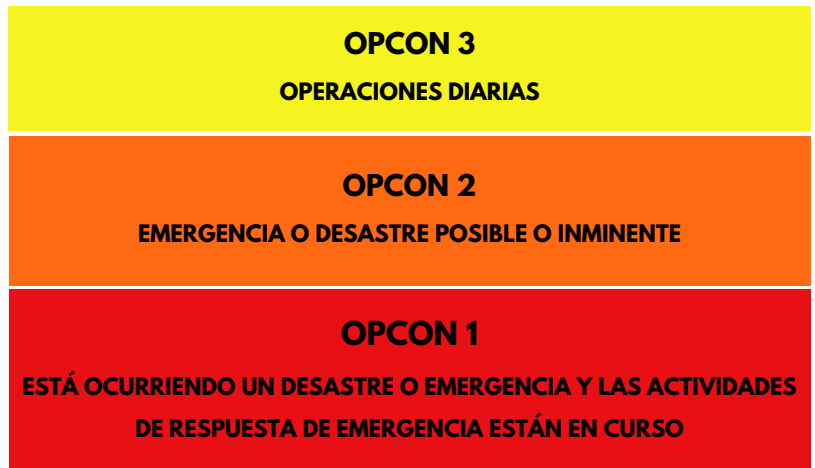 OPCON 3
OPERACIONES DIARIAS
OPCON 2
EMERGENCIA O DESASTRE POSIBLE O INMINENTE
OPCON 1
ESTÁ OCURRIENDO UN DESASTRE O EMERGENCIA Y LAS ACTIVIDADES
DE RESPUESTA DE EMERGENCIA ESTÁN EN CURSO